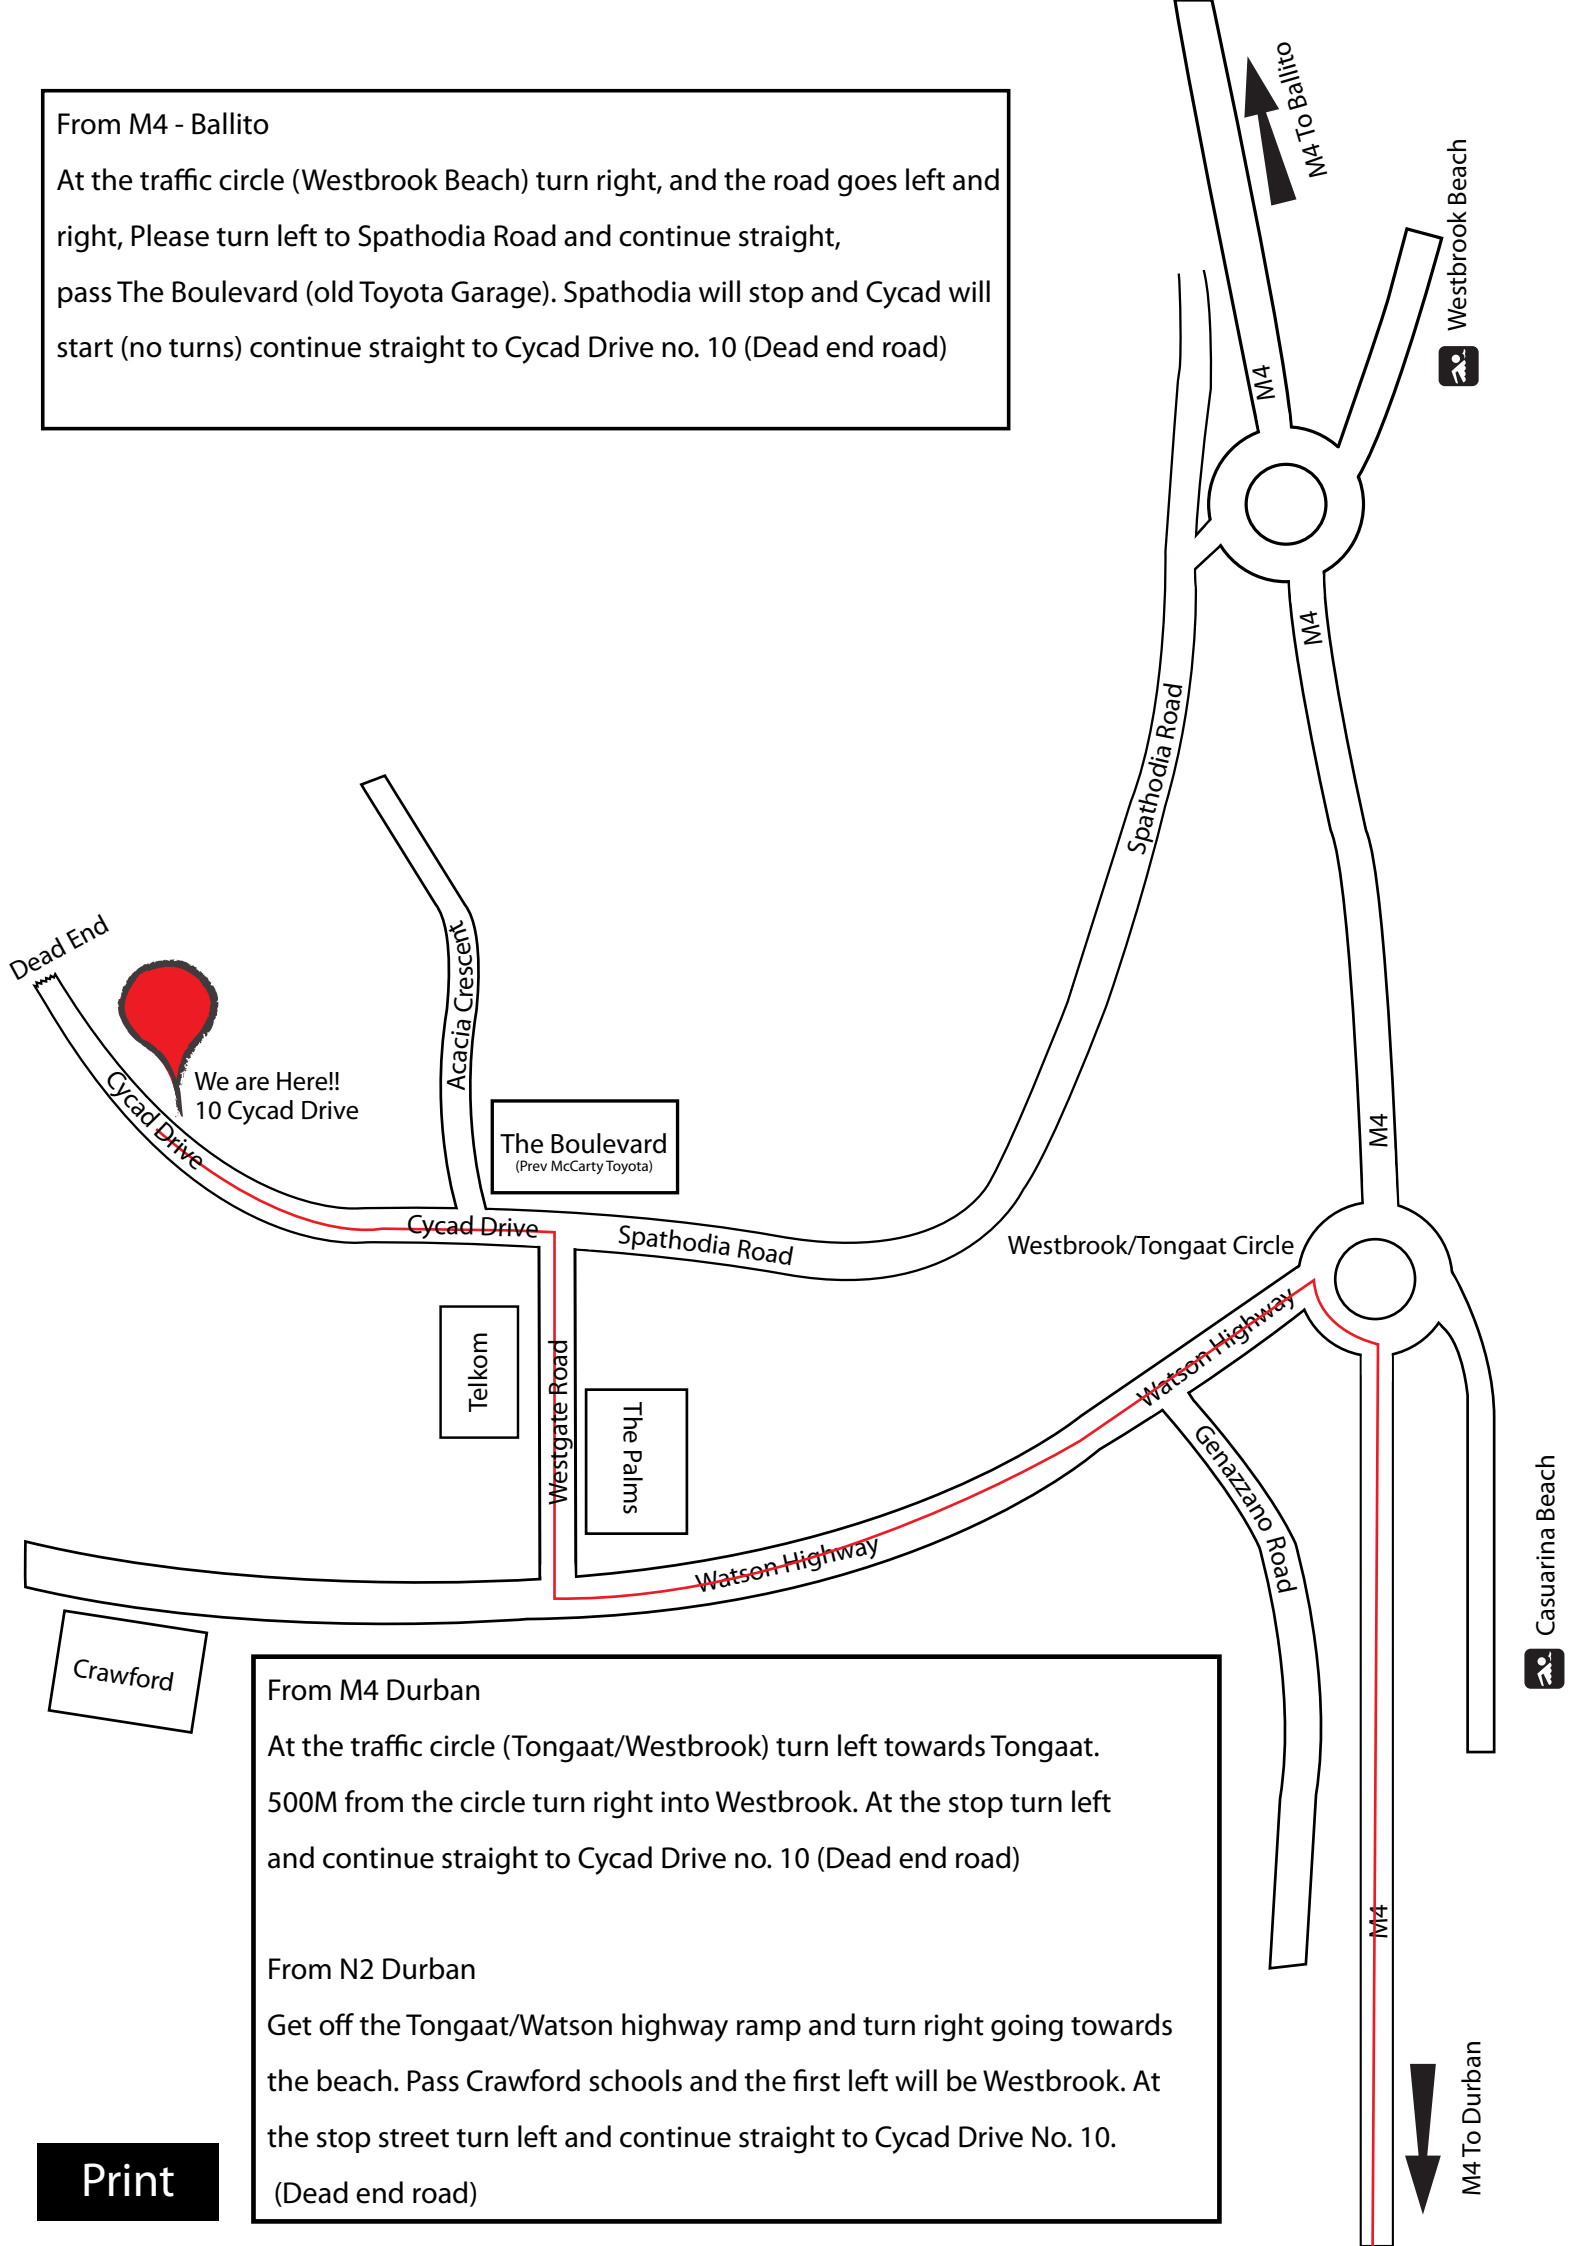 From M4 - Ballito
At the traffic circle (Westbrook Beach) turn right, and the road goes left and
right, Please turn left to Spathodia Road and continue straight,
pass The Boulevard (old Toyota Garage). Spathodia will stop and Cycad will
start (no turns) continue straight to Cycad Drive no. 10 (Dead end road)
M4 To Ballito
Westbrook Beach
M4
M4
Spathodia Road
Dead End
Acacia Crescent
We are Here!!
10 Cycad Drive
Cycad Drive
The Boulevard
(Prev McCarty Toyota)
M4
Cycad Drive
Spathodia Road
Westbrook/Tongaat Circle
Watson Highway
Telkom
Westgate Road
The Palms
Genazzano Road
Casuarina Beach
Watson Highway
Crawford
From M4 Durban
At the traffic circle (Tongaat/Westbrook) turn left towards Tongaat.
500M from the circle turn right into Westbrook. At the stop turn left
and continue straight to Cycad Drive no. 10 (Dead end road)
From N2 Durban
Get off the Tongaat/Watson highway ramp and turn right going towards
the beach. Pass Crawford schools and the first left will be Westbrook. At
the stop street turn left and continue straight to Cycad Drive No. 10.
(Dead end road)
M4
M4 To Durban
Print